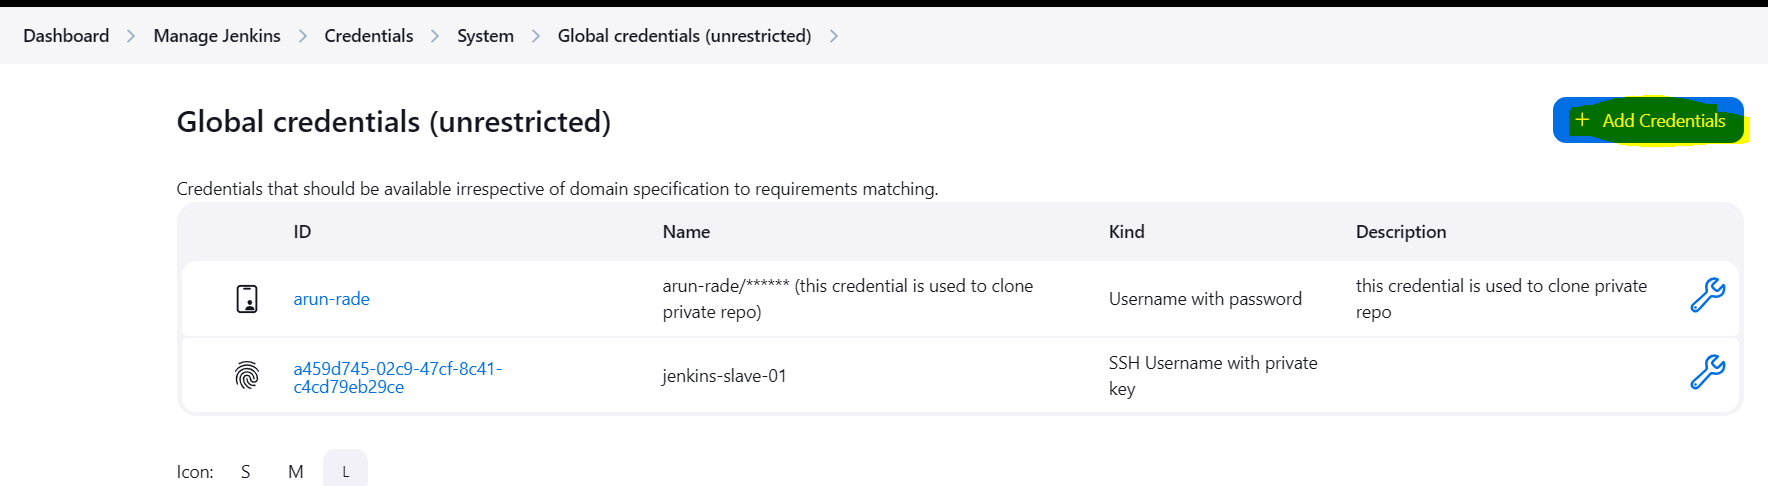 Dashboard > Manage Jenkins > Credentials > System > Global credentials (unrestricted) >
Global credentials (unrestricted)
+ Add Credentials
Credentials that should be available irrespective of domain specification to requirements matching.
ID Name Kind Description
arun-rade
arun-rade/****** (this credential is used to clone
private repo)
Username with password
this credential is used to clone private
repo
a459d745-02c9-47cf-8c41-
c4cd79eb29ce
jenkins-slave-01
SSH Username with private
key
Icon: S M L